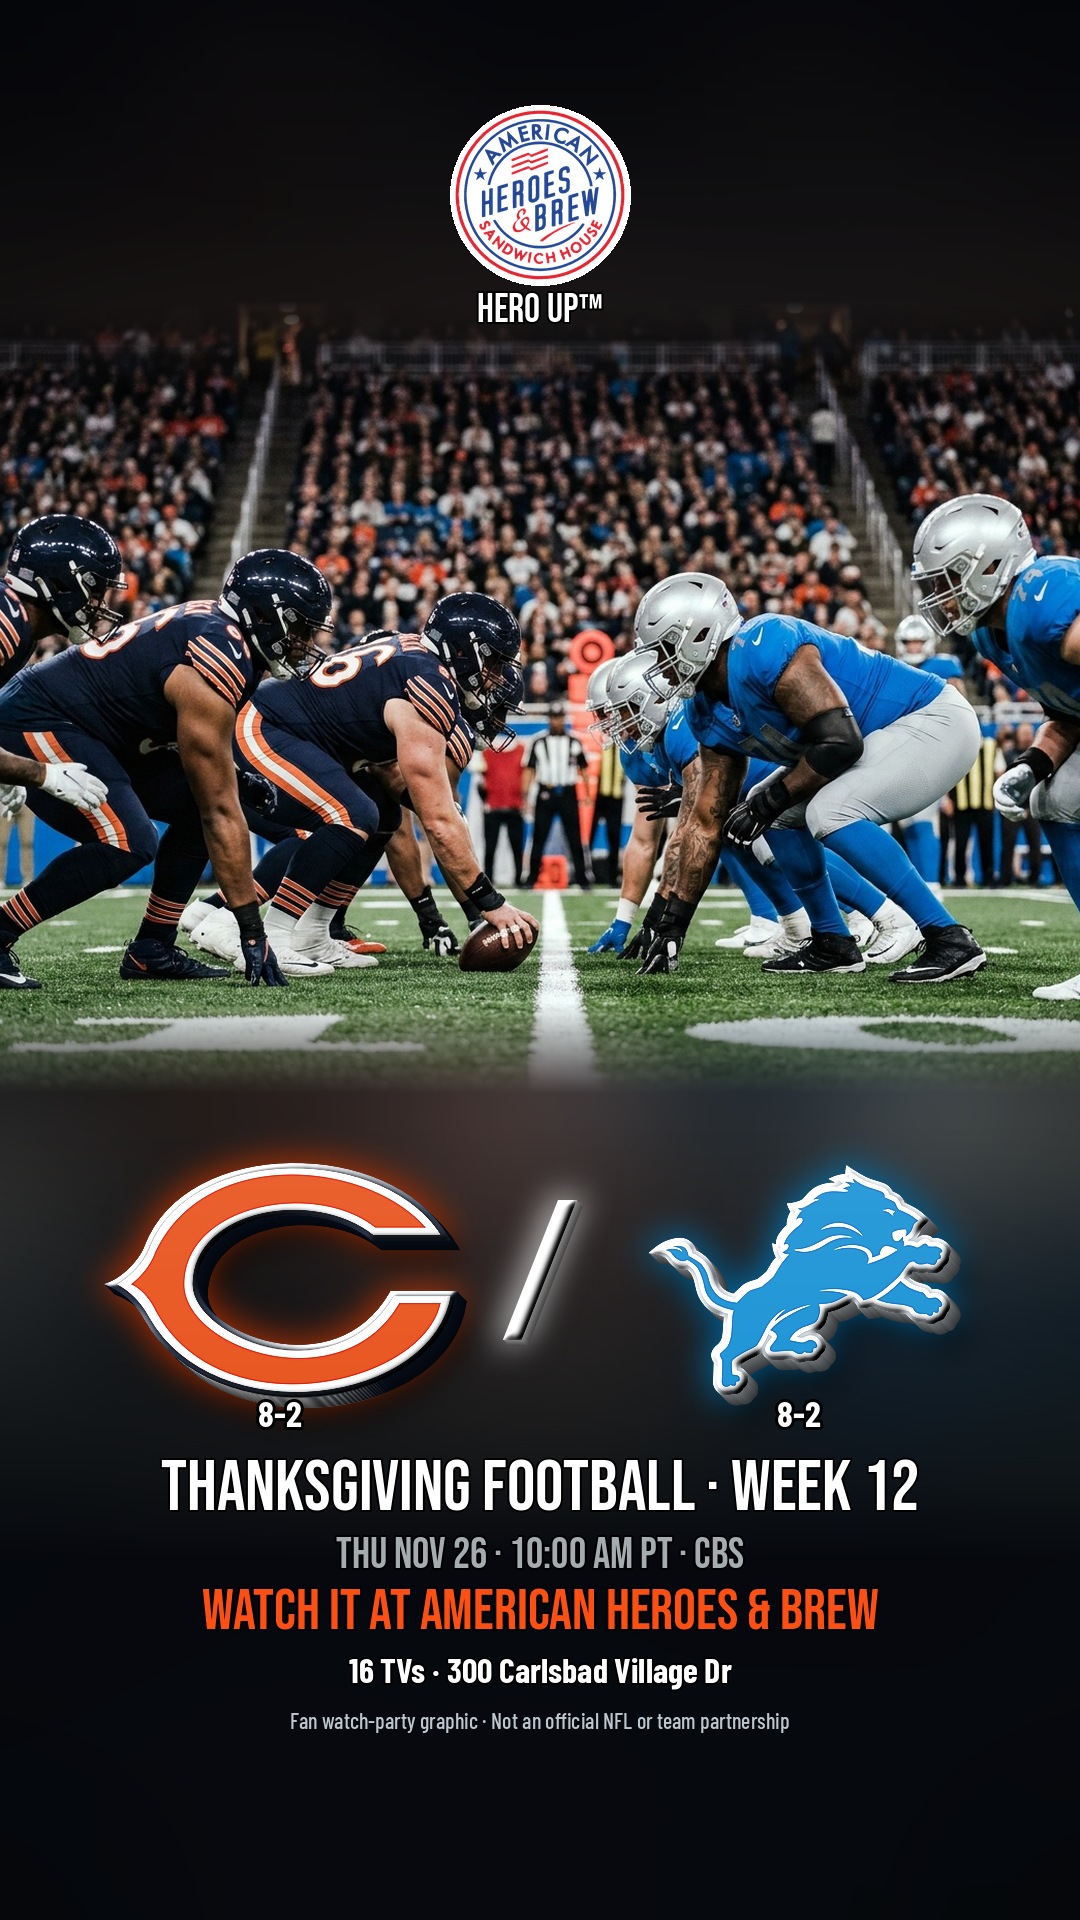 AMERICAN
HEROES
& BREW
SANDWICH HOUSE
HERO UP™
8-2
8-2
THANKSGIVING FOOTBALL · WEEK 12
THU NOV 26 · 10:00 AM PT · CBS
WATCH IT AT AMERICAN HEROES & BREW
16 TVs · 300 Carlsbad Village Dr
Fan watch-party graphic · Not an official NFL or team partnership